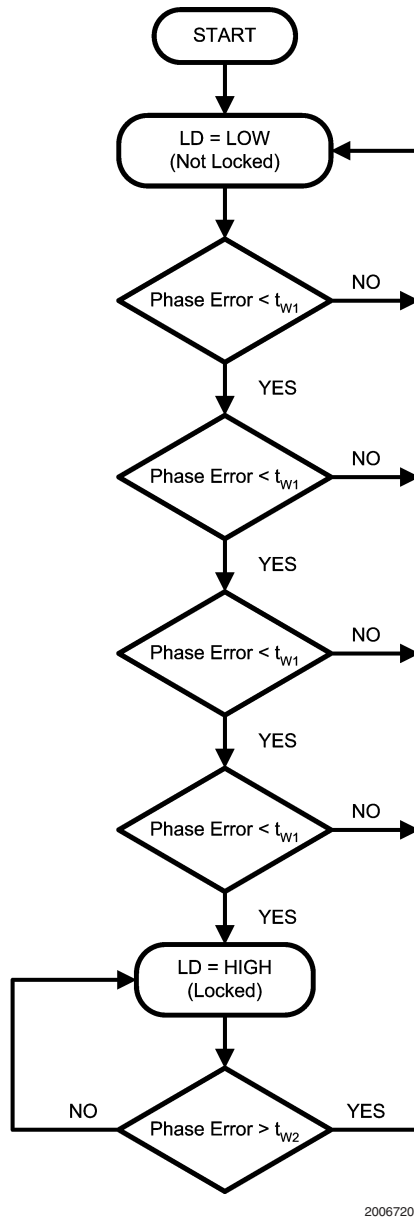 START
LD = LOW
(Not Locked)
Phase Error < tW1
NO
YES
Phase Error < tW1
NO
YES
Phase Error < tW1
NO
YES
Phase Error < tW1
NO
YES
LD = HIGH
(Locked)
NO
Phase Error > tW2
YES
2006720